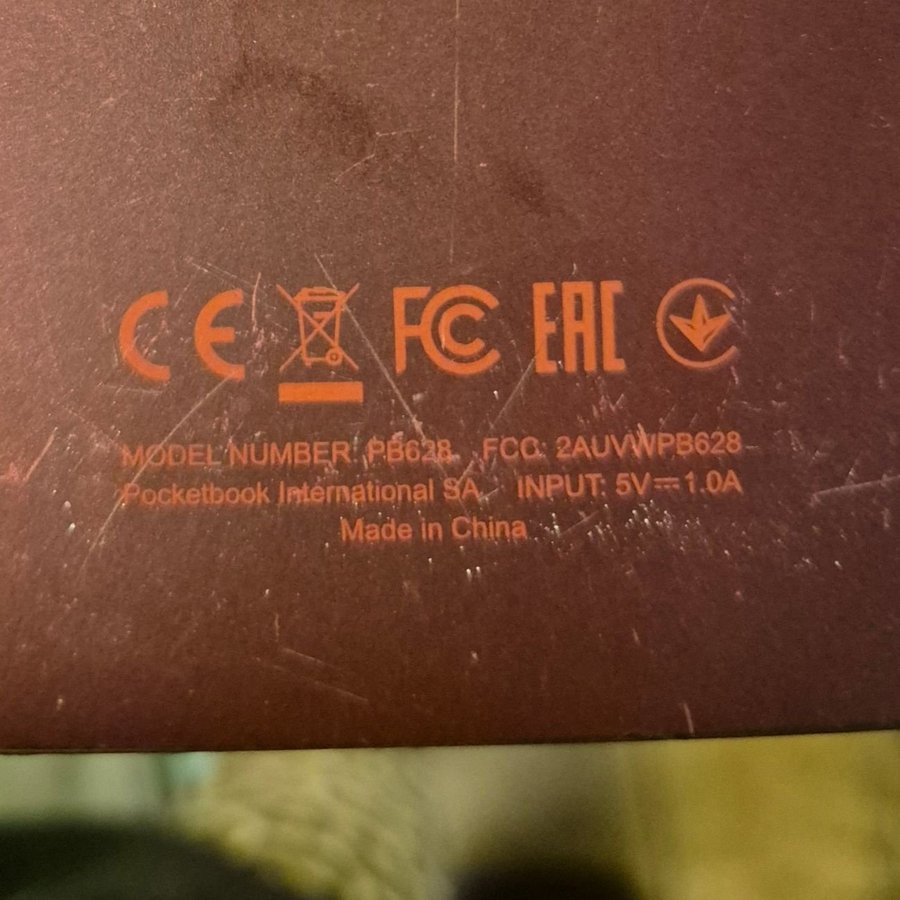 CE FC EAC
MODEL NUMBER: PB628 FCC: 2AUVWPB628
Pocketbook International SA INPUT: 5V⎓1.0A
Made in China